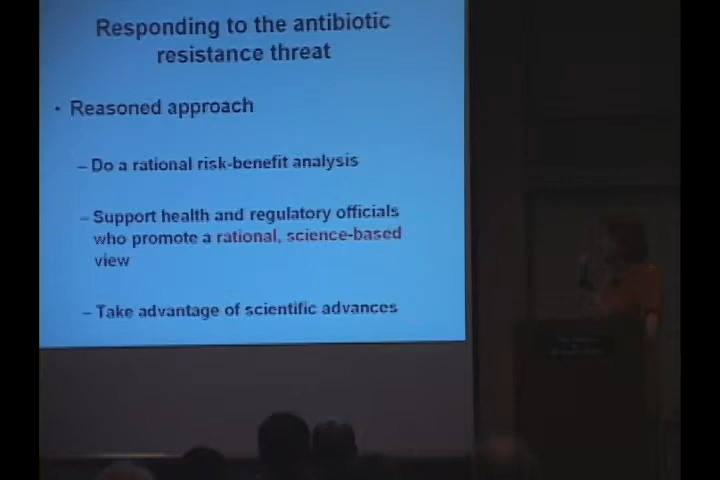 Responding to the antibiotic
resistance threat
• Reasoned approach
– Do a rational risk-benefit analysis
– Support health and regulatory officials
who promote a rational, science-based
view
– Take advantage of scientific advances